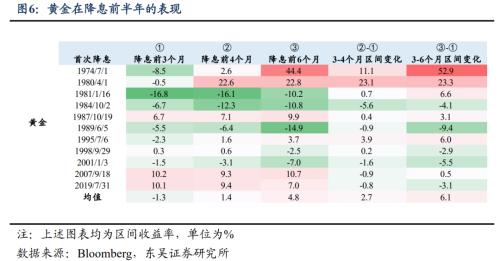 图6：黄金在降息前半年的表现
① ② ③ ②-① ③-①
首次降息 降息前3个月 降息前4个月 降息前6个月 3-4个月区间变化 3-6个月区间变化
1974/7/1 -8.5 2.6 44.4 11.1 52.9
1980/4/1 -0.5 22.6 22.8 23.1 23.3
1981/1/16 -16.8 -16.1 -10.2 0.7 6.6
1984/10/2 -6.7 -12.3 -10.8 -5.6 -4.1
1987/10/19 6.7 7.1 9.9 0.4 3.1
黄金 1989/6/5 -5.5 -6.4 -14.9 -0.9 -9.4
1995/7/6 -2.3 1.6 3.7 3.9 6.0
1998/9/29 0.3 0.6 -2.5 0.2 -2.9
2001/1/3 -1.5 -3.1 -7.0 -1.6 -5.5
2007/9/18 10.2 9.3 10.7 -0.9 0.5
2019/7/31 10.1 9.4 7.0 -0.8 -3.1
均值 -1.3 1.4 4.8 2.7 6.1
注：上述图表均为区间收益率，单位为%
数据来源：Bloomberg，东吴证券研究所